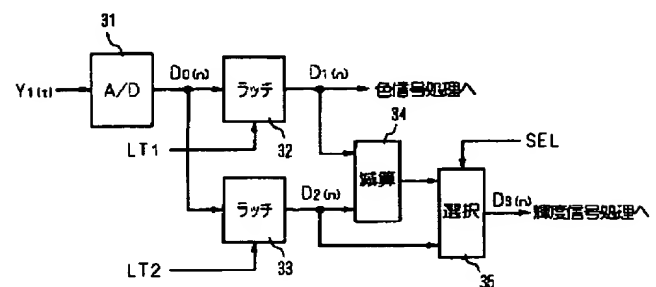 31
Y1(t)
A/D
D0(n)
ラッチ
D1(n)
色信号処理へ
LT1
32
34
減算
SEL
ラッチ
D2(n)
選択
D3(n)
輝度信号処理へ
LT2
33
35